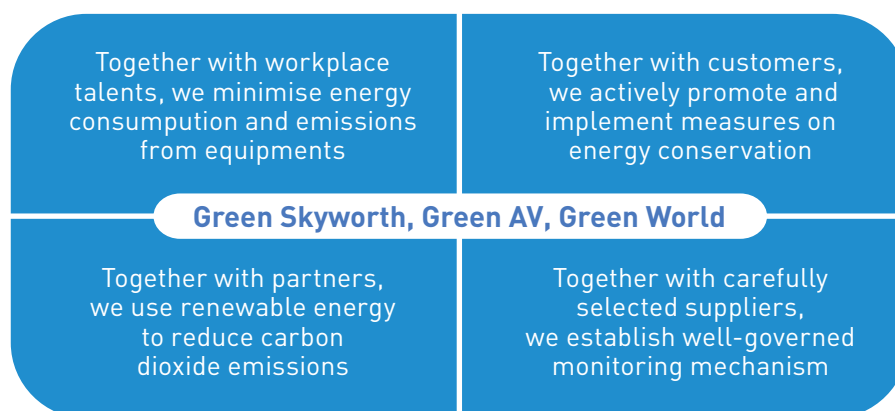 Together with workplace
talents, we minimise energy
consumpution and emissions
from equipments
Together with customers,
we actively promote and
implement measures on
energy conservation
Green Skyworth, Green AV, Green World
Together with partners,
we use renewable energy
to reduce carbon
dioxide emissions
Together with carefully
selected suppliers,
we establish well-governed
monitoring mechanism